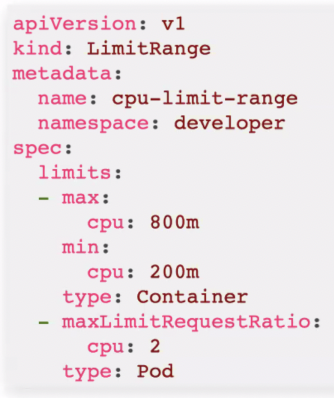 apiVersion: v1
kind: LimitRange
metadata:
  name: cpu-limit-range
  namespace: developer
spec:
  limits:
  - max:
      cpu: 800m
    min:
      cpu: 200m
    type: Container
  - maxLimitRequestRatio:
      cpu: 2
    type: Pod